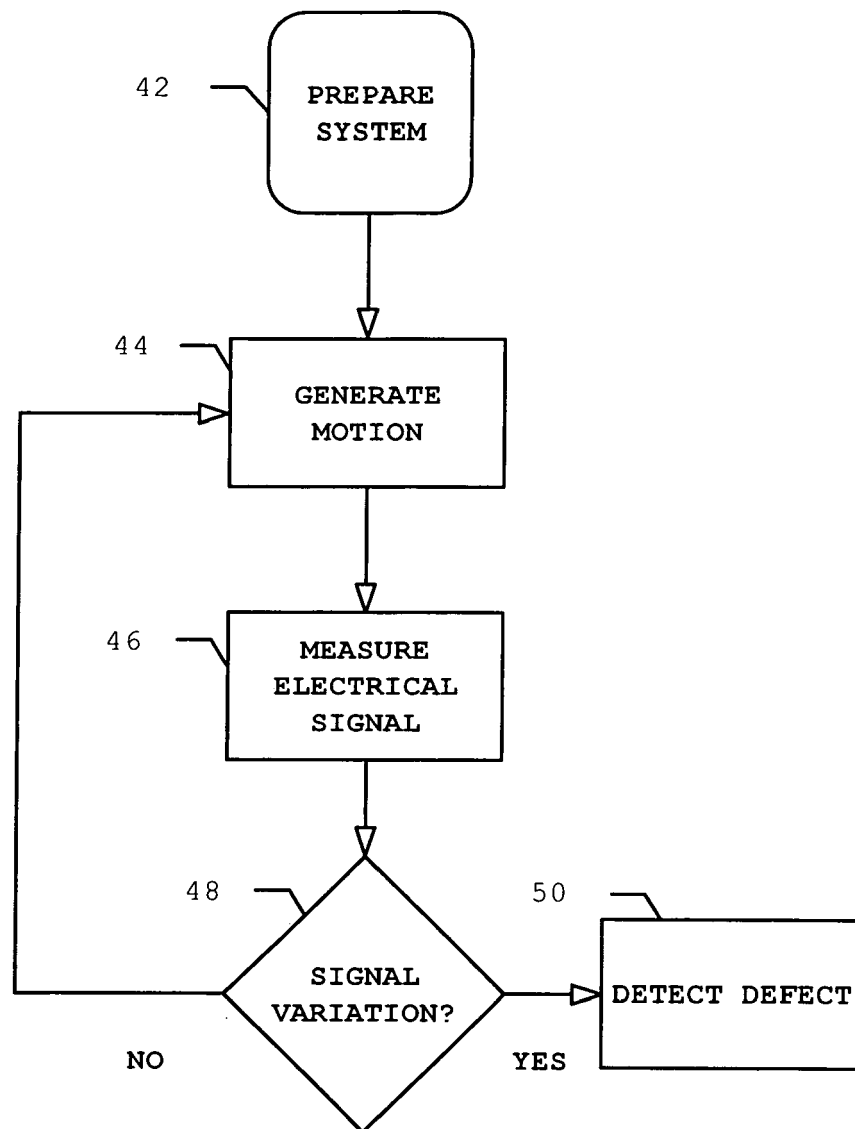 42
PREPARE
SYSTEM
44
GENERATE
MOTION
46
MEASURE
ELECTRICAL
SIGNAL
48
SIGNAL
VARIATION?
50
DETECT DEFECT
NO
YES